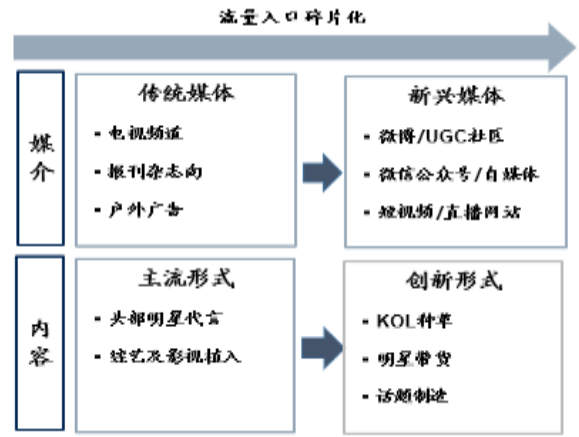 流量入口碎片化
媒介
传统媒体
- 电视频道
- 报刊杂志向
- 户外广告
新兴媒体
- 微博/UGC社区
- 微信公众号/自媒体
- 短视频/直播网站
内容
主流形式
- 头部明星代言
- 综艺及影视植入
创新形式
- KOL种草
- 明星带货
- 话题制造